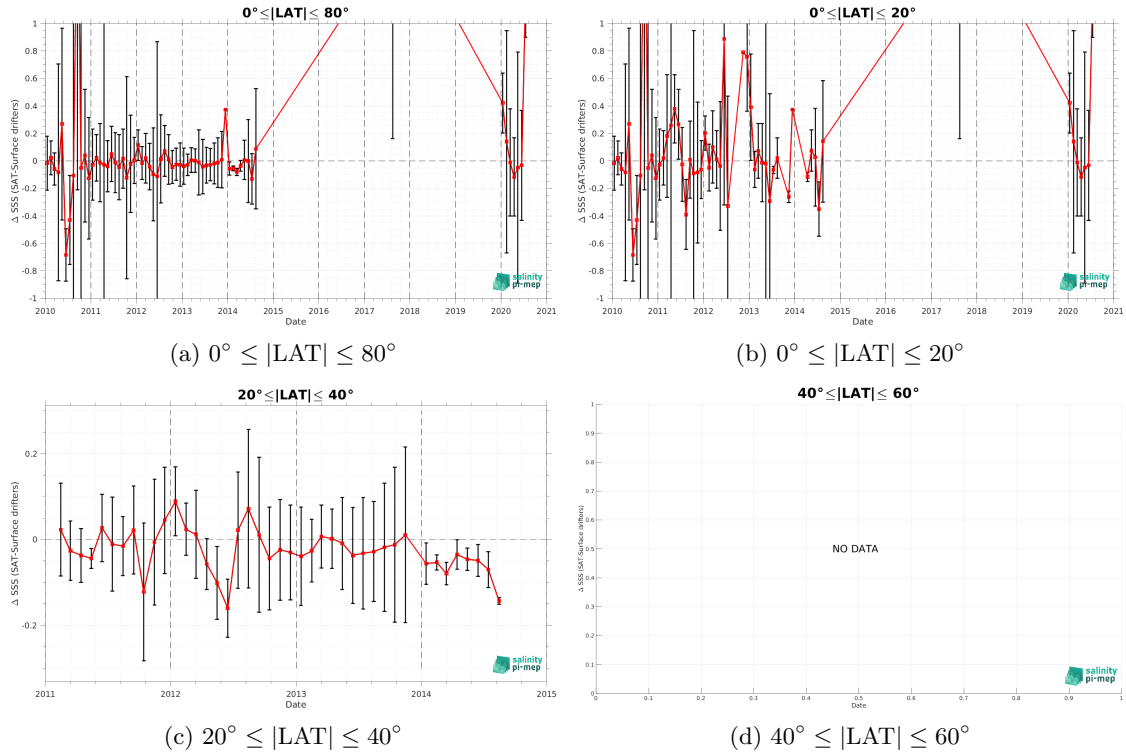 0°≤|LAT|≤ 80°
1
0.8
0.6
0.4
0.2
0
-0.2
-0.4
-0.6
-0.8
-1
Δ SSS (SAT-Surface drifters)
2010 2011 2012 2013 2014 2015 2016 2017 2018 2019 2020 2021
Date
salinity
pi-mep
(a) 0° ≤ |LAT| ≤ 80°
0°≤|LAT|≤ 20°
1
0.8
0.6
0.4
0.2
0
-0.2
-0.4
-0.6
-0.8
-1
Δ SSS (SAT-Surface drifters)
2010 2011 2012 2013 2014 2015 2016 2017 2018 2019 2020 2021
Date
salinity
pi-mep
(b) 0° ≤ |LAT| ≤ 20°
20°≤|LAT|≤ 40°
0.2
0
-0.2
Δ SSS (SAT-Surface drifters)
2011 2012 2013 2014 2015
Date
salinity
pi-mep
(c) 20° ≤ |LAT| ≤ 40°
40°≤|LAT|≤ 60°
1
0.9
0.8
0.7
0.6
0.5
0.4
0.3
0.2
0.1
0
Δ SSS (SAT-Surface drifters)
NO DATA
0 0.1 0.2 0.3 0.4 0.5 0.6 0.7 0.8 0.9 1
Date
salinity
pi-mep
(d) 40° ≤ |LAT| ≤ 60°